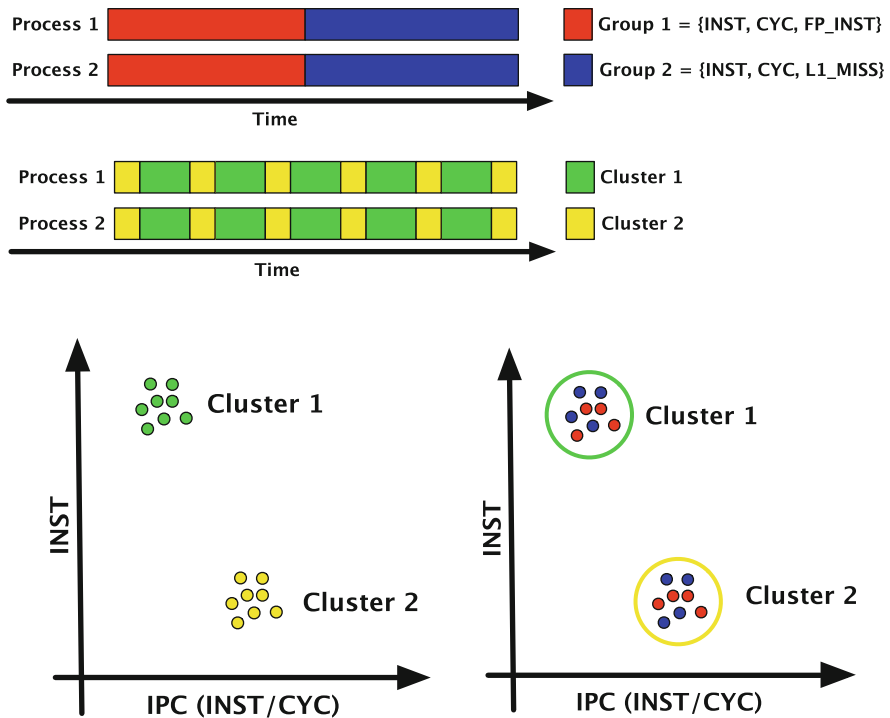 Process 1
Group 1 = {INST, CYC, FP_INST}
Process 2
Group 2 = {INST, CYC, L1_MISS}
Time
Process 1
Cluster 1
Process 2
Cluster 2
Time
INST
Cluster 1
Cluster 2
IPC (INST/CYC)
INST
Cluster 1
Cluster 2
IPC (INST/CYC)